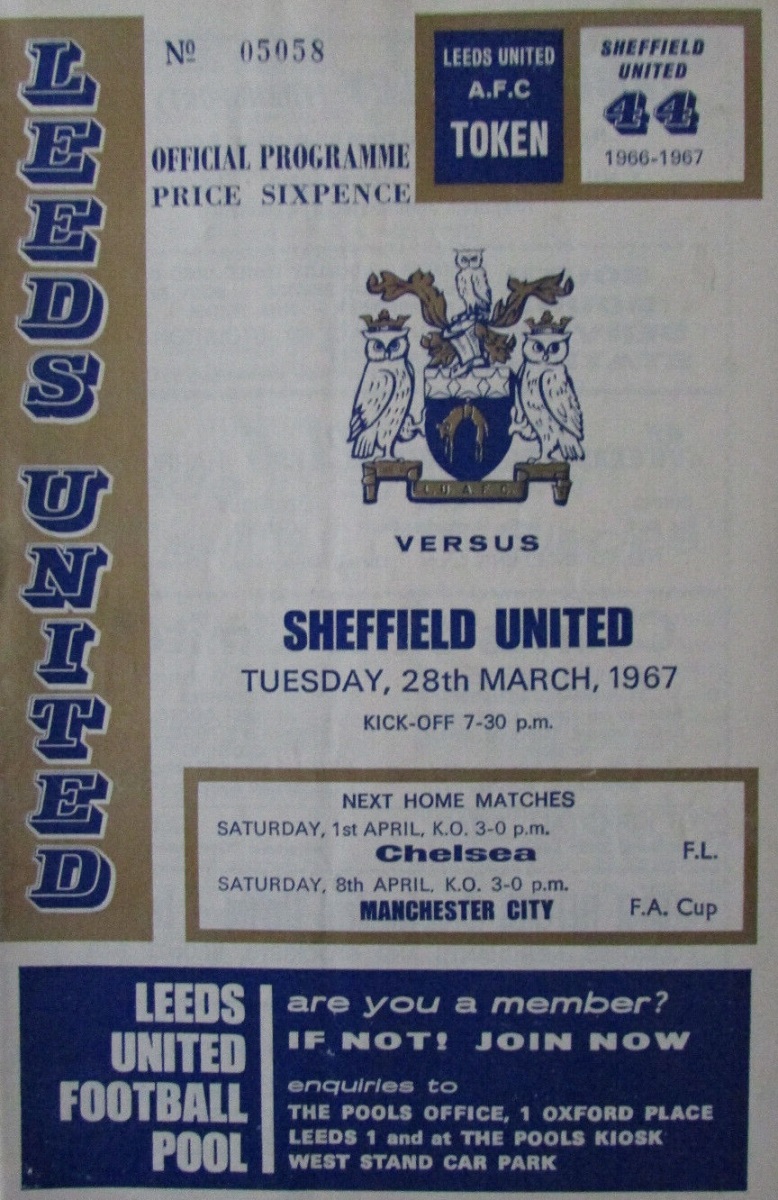 LEEDS UNITED
Nº 05058
OFFICIAL PROGRAMME
PRICE SIXPENCE
LEEDS UNITED
A.F.C
TOKEN
SHEFFIELD
UNITED
44
1966-1967
L.U.A.F.C.
VERSUS
SHEFFIELD UNITED
TUESDAY, 28th MARCH, 1967
KICK-OFF 7-30 p.m.
NEXT HOME MATCHES
SATURDAY, 1st APRIL, K.O. 3-0 p.m.
Chelsea F.L.
SATURDAY, 8th APRIL, K.O. 3-0 p.m.
MANCHESTER CITY F.A. Cup
LEEDS
UNITED
FOOTBALL
POOL
are you a member?
IF NOT! JOIN NOW
enquiries to
THE POOLS OFFICE, 1 OXFORD PLACE
LEEDS 1 and at THE POOLS KIOSK
WEST STAND CAR PARK